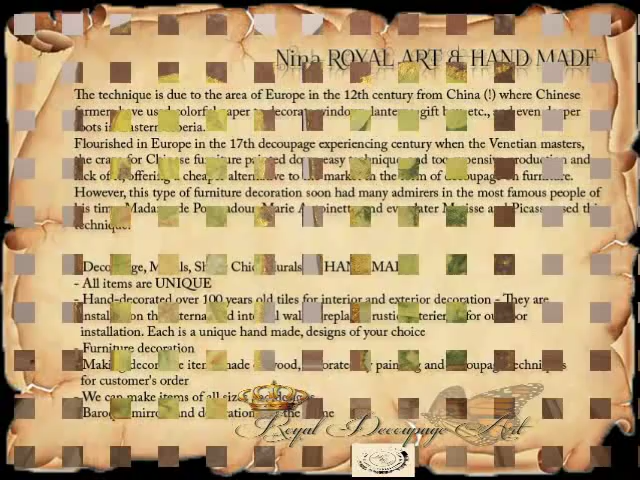 Nina ROYAL ART & HAND MADE
The technique is due to the area of Europe in the 12th century from China (!) where Chinese
have used colorful paper to decorate windows, lanterns, gift boxes etc., and even deeper
roots in Eastern Siberia.
Flourished in Europe in the 17th decoupage experiencing century when the Venetian masters,
the craze for Chinese furniture painted down easy technique and too expensive production and
lack of it, offering a cheaper alternative to the market in the form of decoupage on furniture.
However, this type of furniture decoration soon had many admirers in the most famous people of
his time Madame de Pompadour, Marie Antoinette and even later Matisse and Picasso used this
technique.
Decoupage, Shabby Chic, Murals HAND MADE
- All items are UNIQUE
- Hand-decorated over 100 years old tiles for interior and exterior decoration - They are
installed on the external and internal wall, fireplace, rustic exterior for outdoor
installation. Each is a unique hand made, designs of your choice
- Furniture decoration
- Making decorative items made of wood, decorated by painting and decoupage techniques
for customer's order
- We can make items of all sizes and designs
- Baroque mirrors and decoration the
Royal Decoupage Art